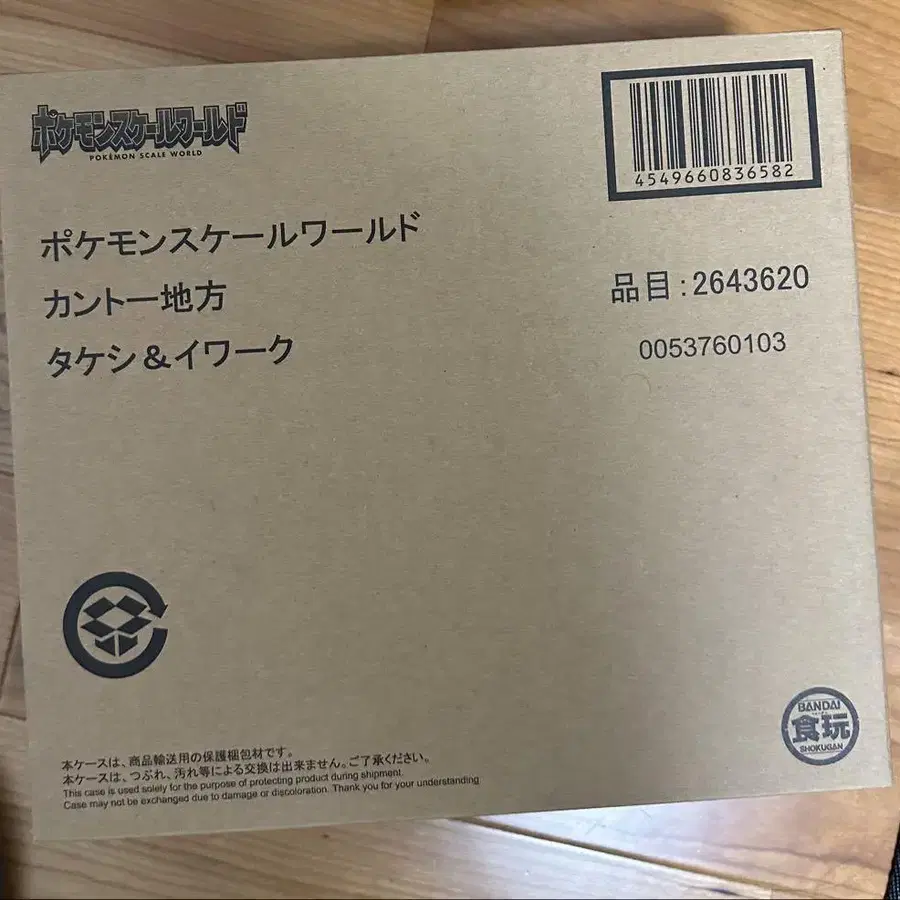 ポケモンスケールワールド
POKÉMON SCALE WORLD
4549660836582
ポケモンスケールワールド
カントー地方
タケシ&イワーク
品目:2643620
0053760103
本ケースは、商品輸送用の保護梱包材です。
本ケースは、つぶれ、汚れ等による交換は出来ません。ご了承ください。
This case is used solely for the purpose of protecting product during shipment.
Case may not be exchanged due to damage or discoloration. Thank you for your understanding
BANDAI
食玩
SHOKUGAN